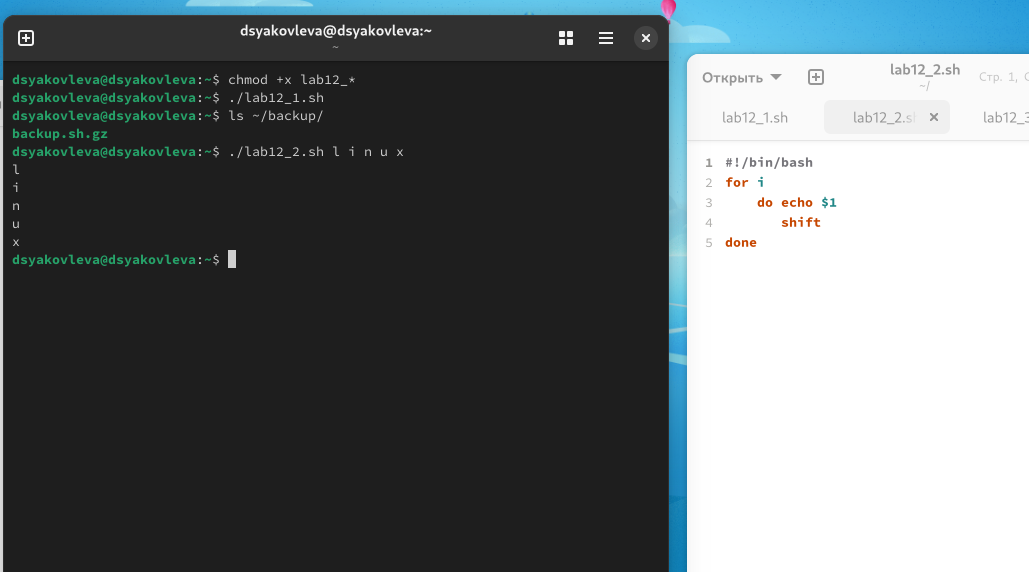 dsyakovleva@dsyakovleva:~
~
dsyakovleva@dsyakovleva:~$ chmod +x lab12_*
dsyakovleva@dsyakovleva:~$ ./lab12_1.sh
dsyakovleva@dsyakovleva:~$ ls ~/backup/
backup.sh.gz
dsyakovleva@dsyakovleva:~$ ./lab12_2.sh l i n u x
l
i
n
u
x
dsyakovleva@dsyakovleva:~$
Открыть
lab12_2.sh
~/
Стр. 1,
lab12_1.sh
lab12_2.sh
lab12_3
1 #!/bin/bash
2 for i
3     do echo $1
4        shift
5 done